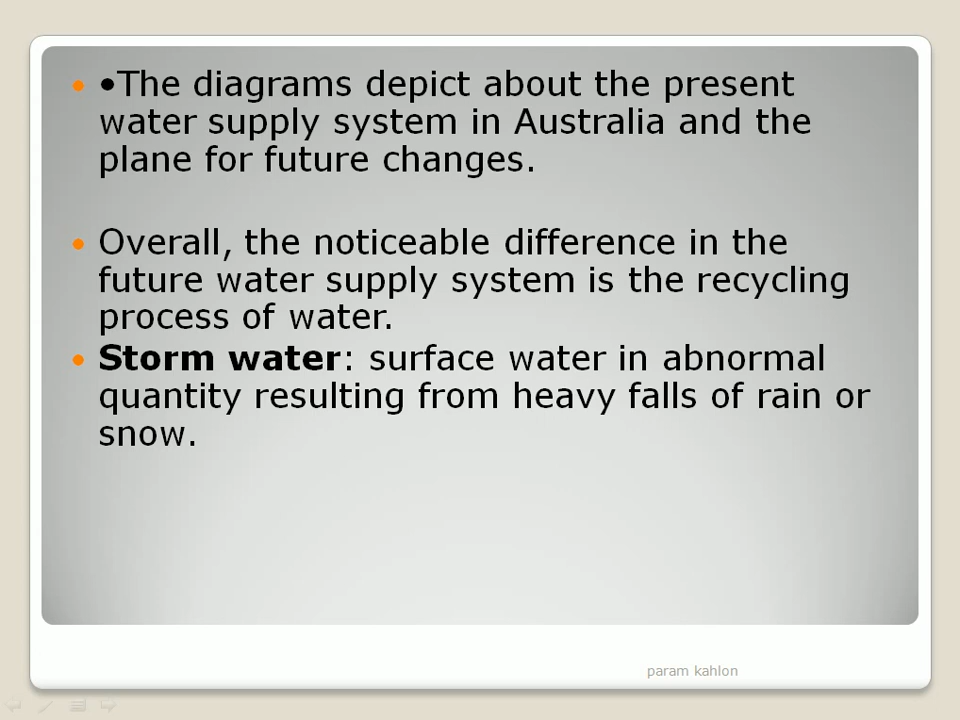 • •The diagrams depict about the present
water supply system in Australia and the
plane for future changes.
• Overall, the noticeable difference in the
future water supply system is the recycling
process of water.
• Storm water: surface water in abnormal
quantity resulting from heavy falls of rain or
snow.
param kahlon